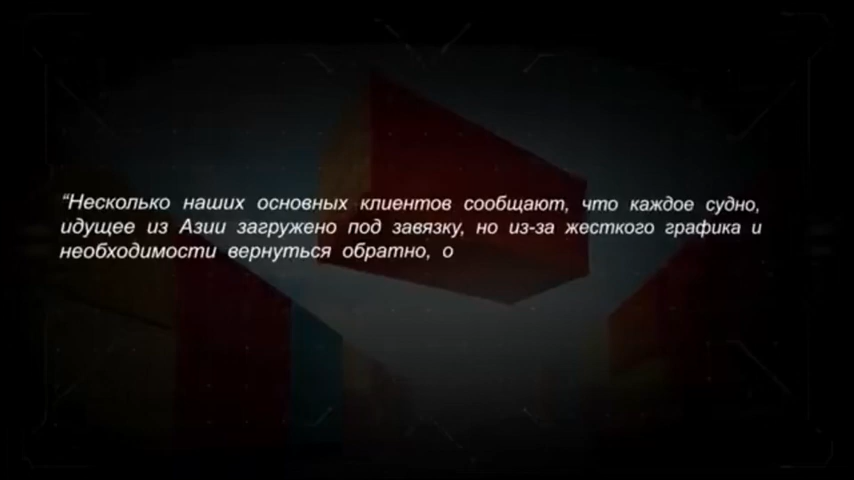 “Несколько наших основных клиентов сообщают, что каждое судно,
идущее из Азии загружено под завязку, но из-за жесткого графика и
необходимости вернуться обратно, о